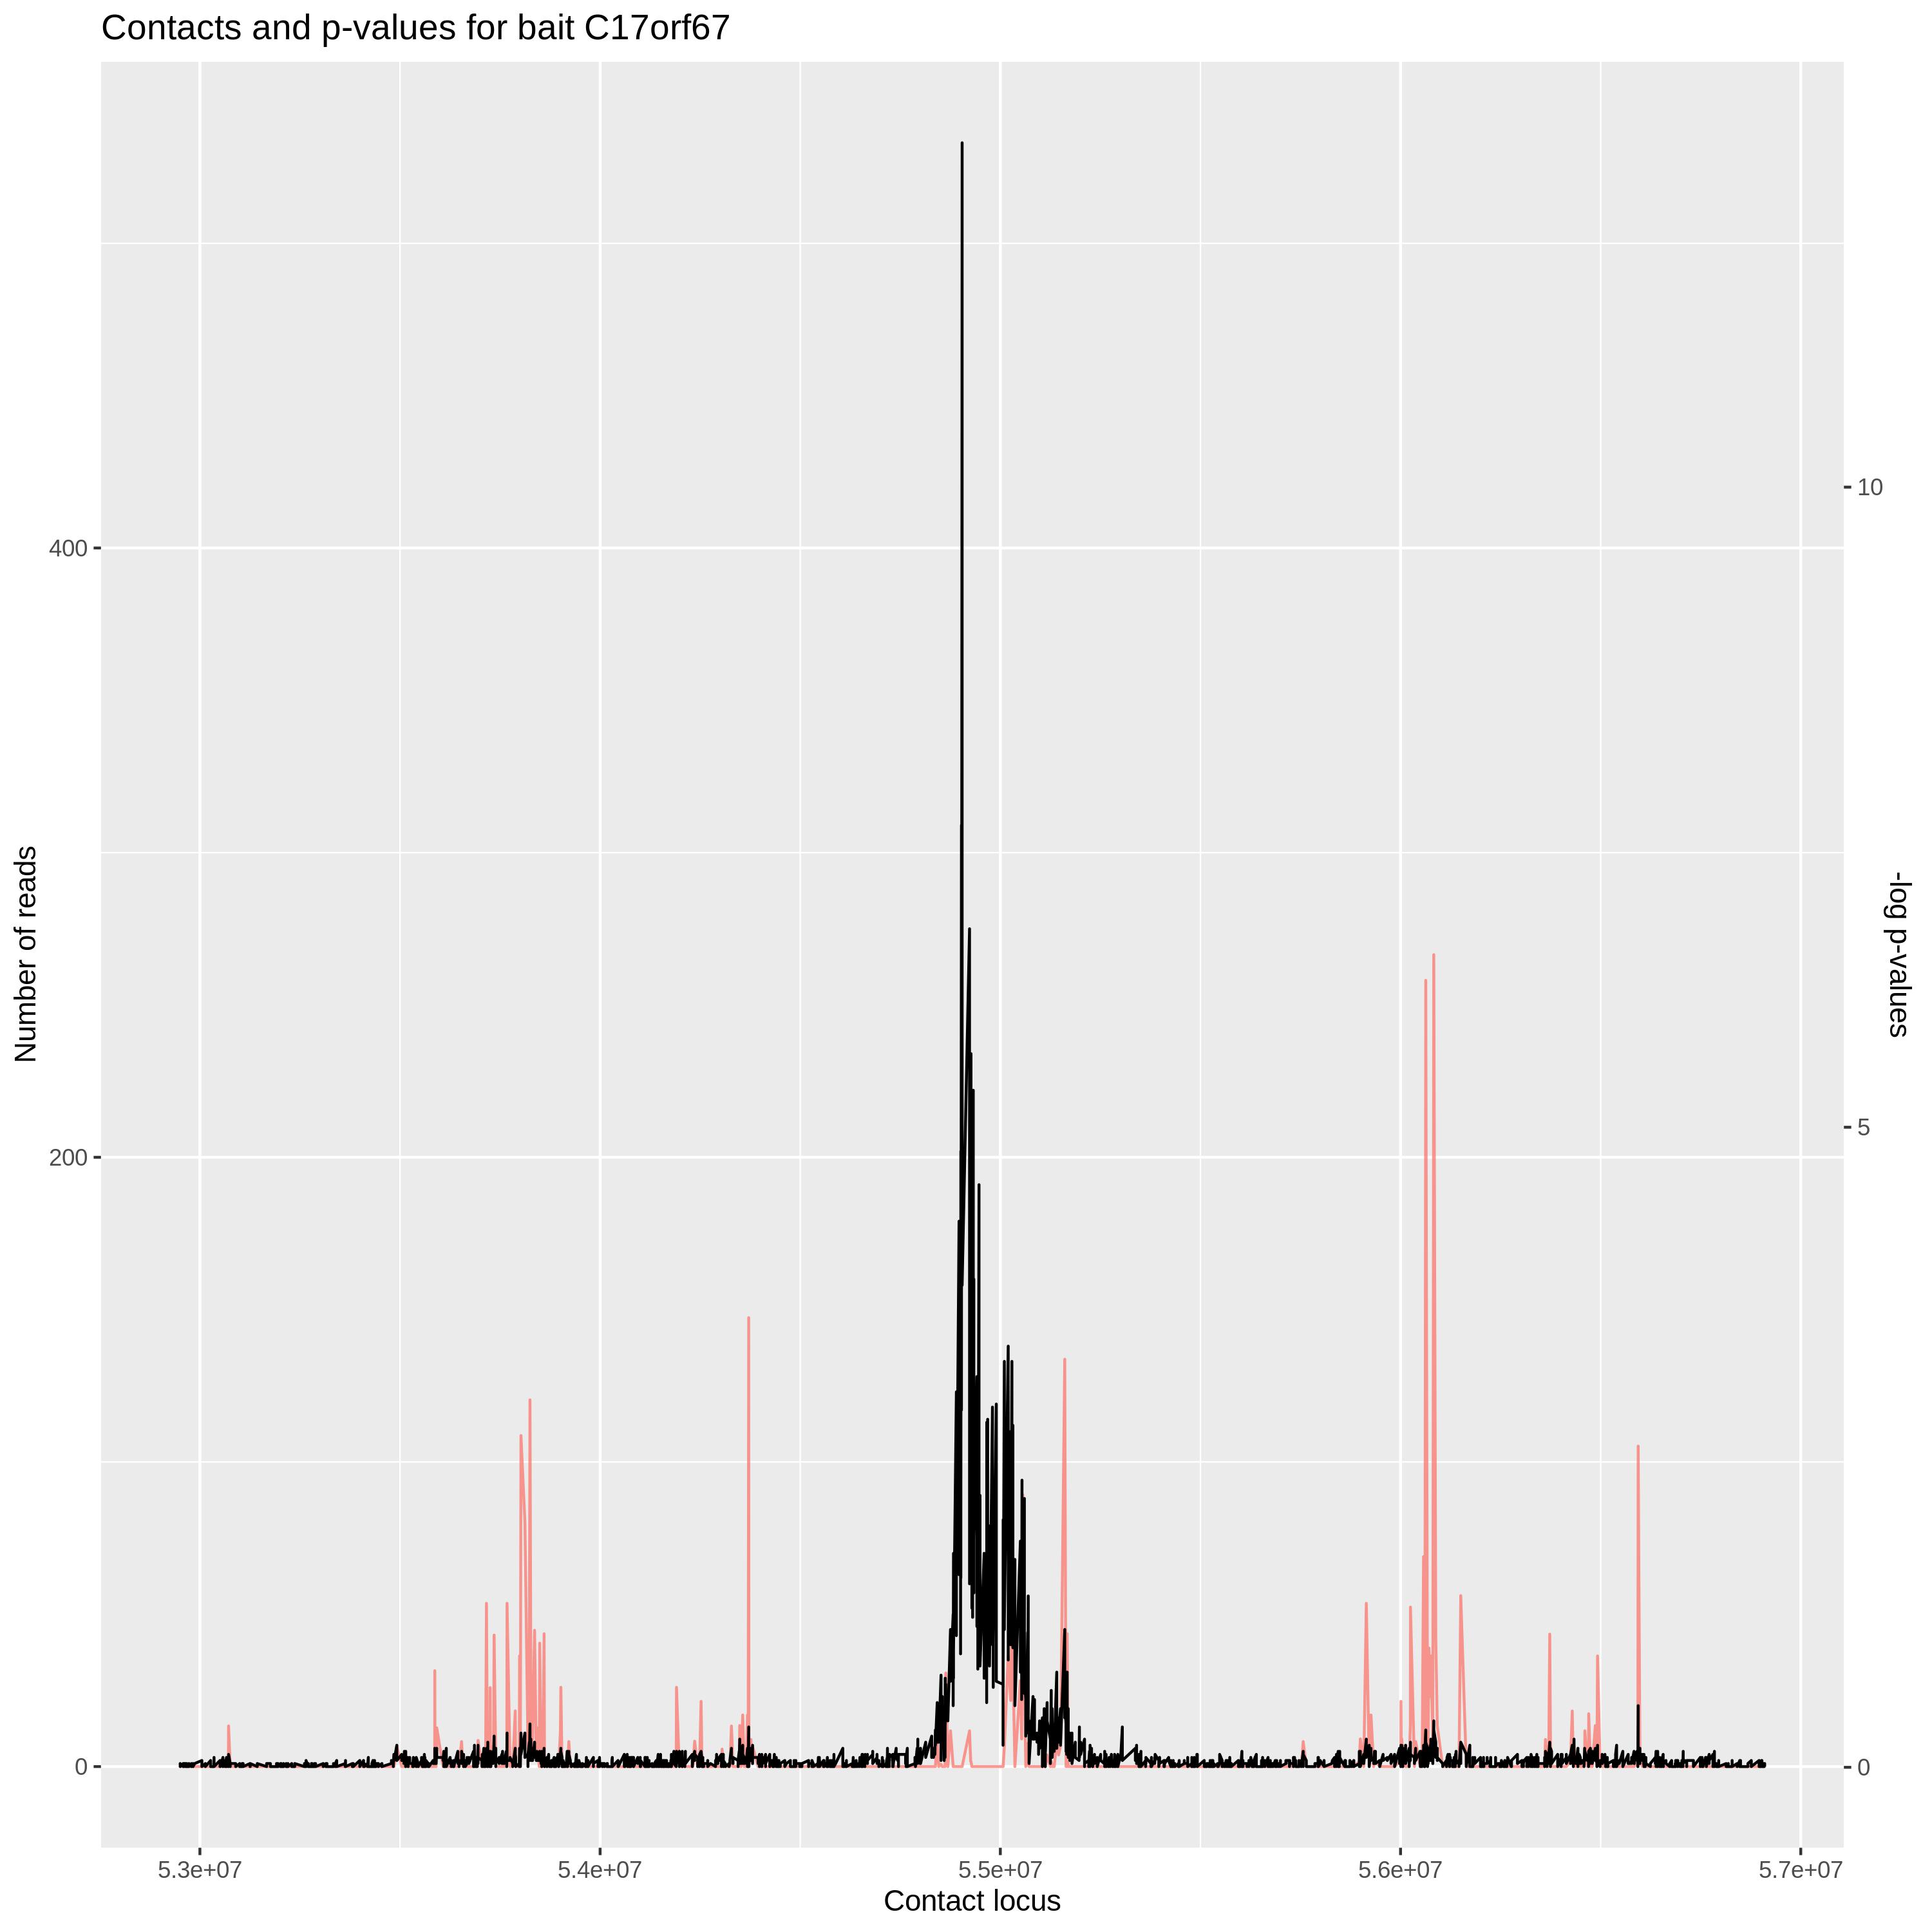 Contacts and p-values for bait C17orf67
Number of reads
400
200
0
10
5
0
-log p-values
5.3e+07 5.4e+07 5.5e+07 5.6e+07 5.7e+07
Contact locus